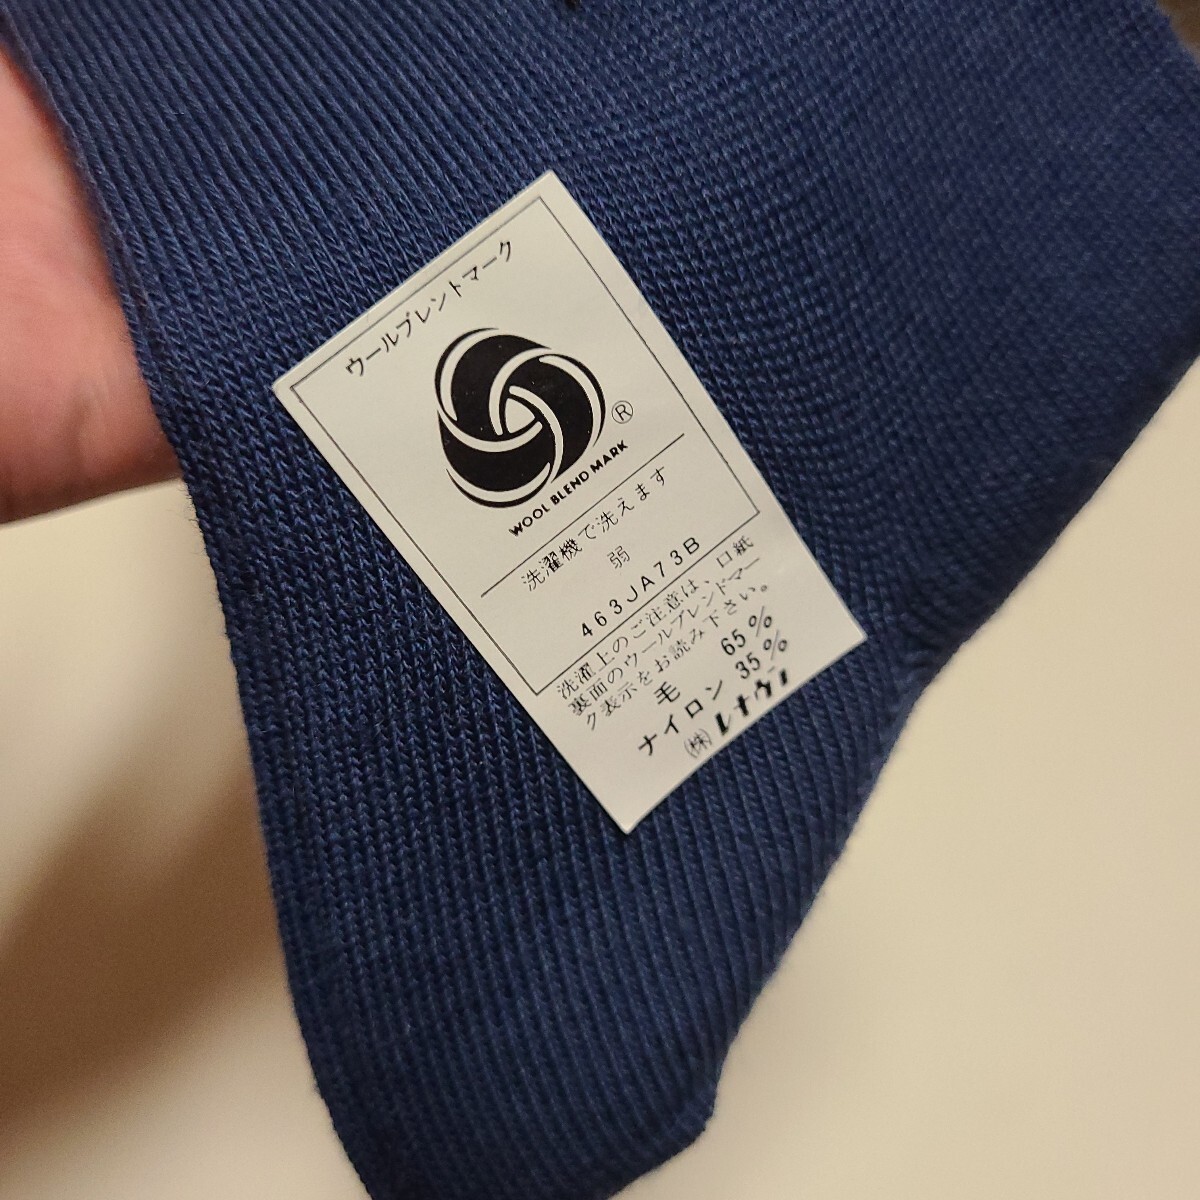 ウールブレンドマーク
®
WOOL BLEND MARK
洗濯機で洗えます
弱
463JA73B
洗濯上のご注意は、口紙
裏面のウールブレンドマー
ク表示をお読み下さい。
毛 65%
ナイロン 35%
(株)レナウン